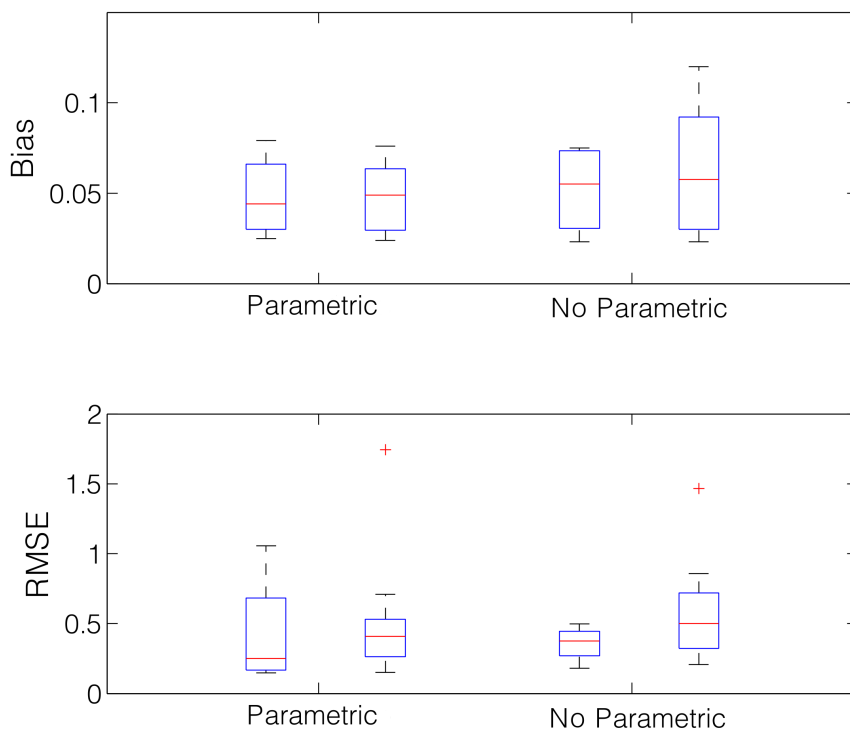 Bias
0.1
0.05
0
Parametric
No Parametric
RMSE
2
1.5
1
0.5
0
Parametric
No Parametric